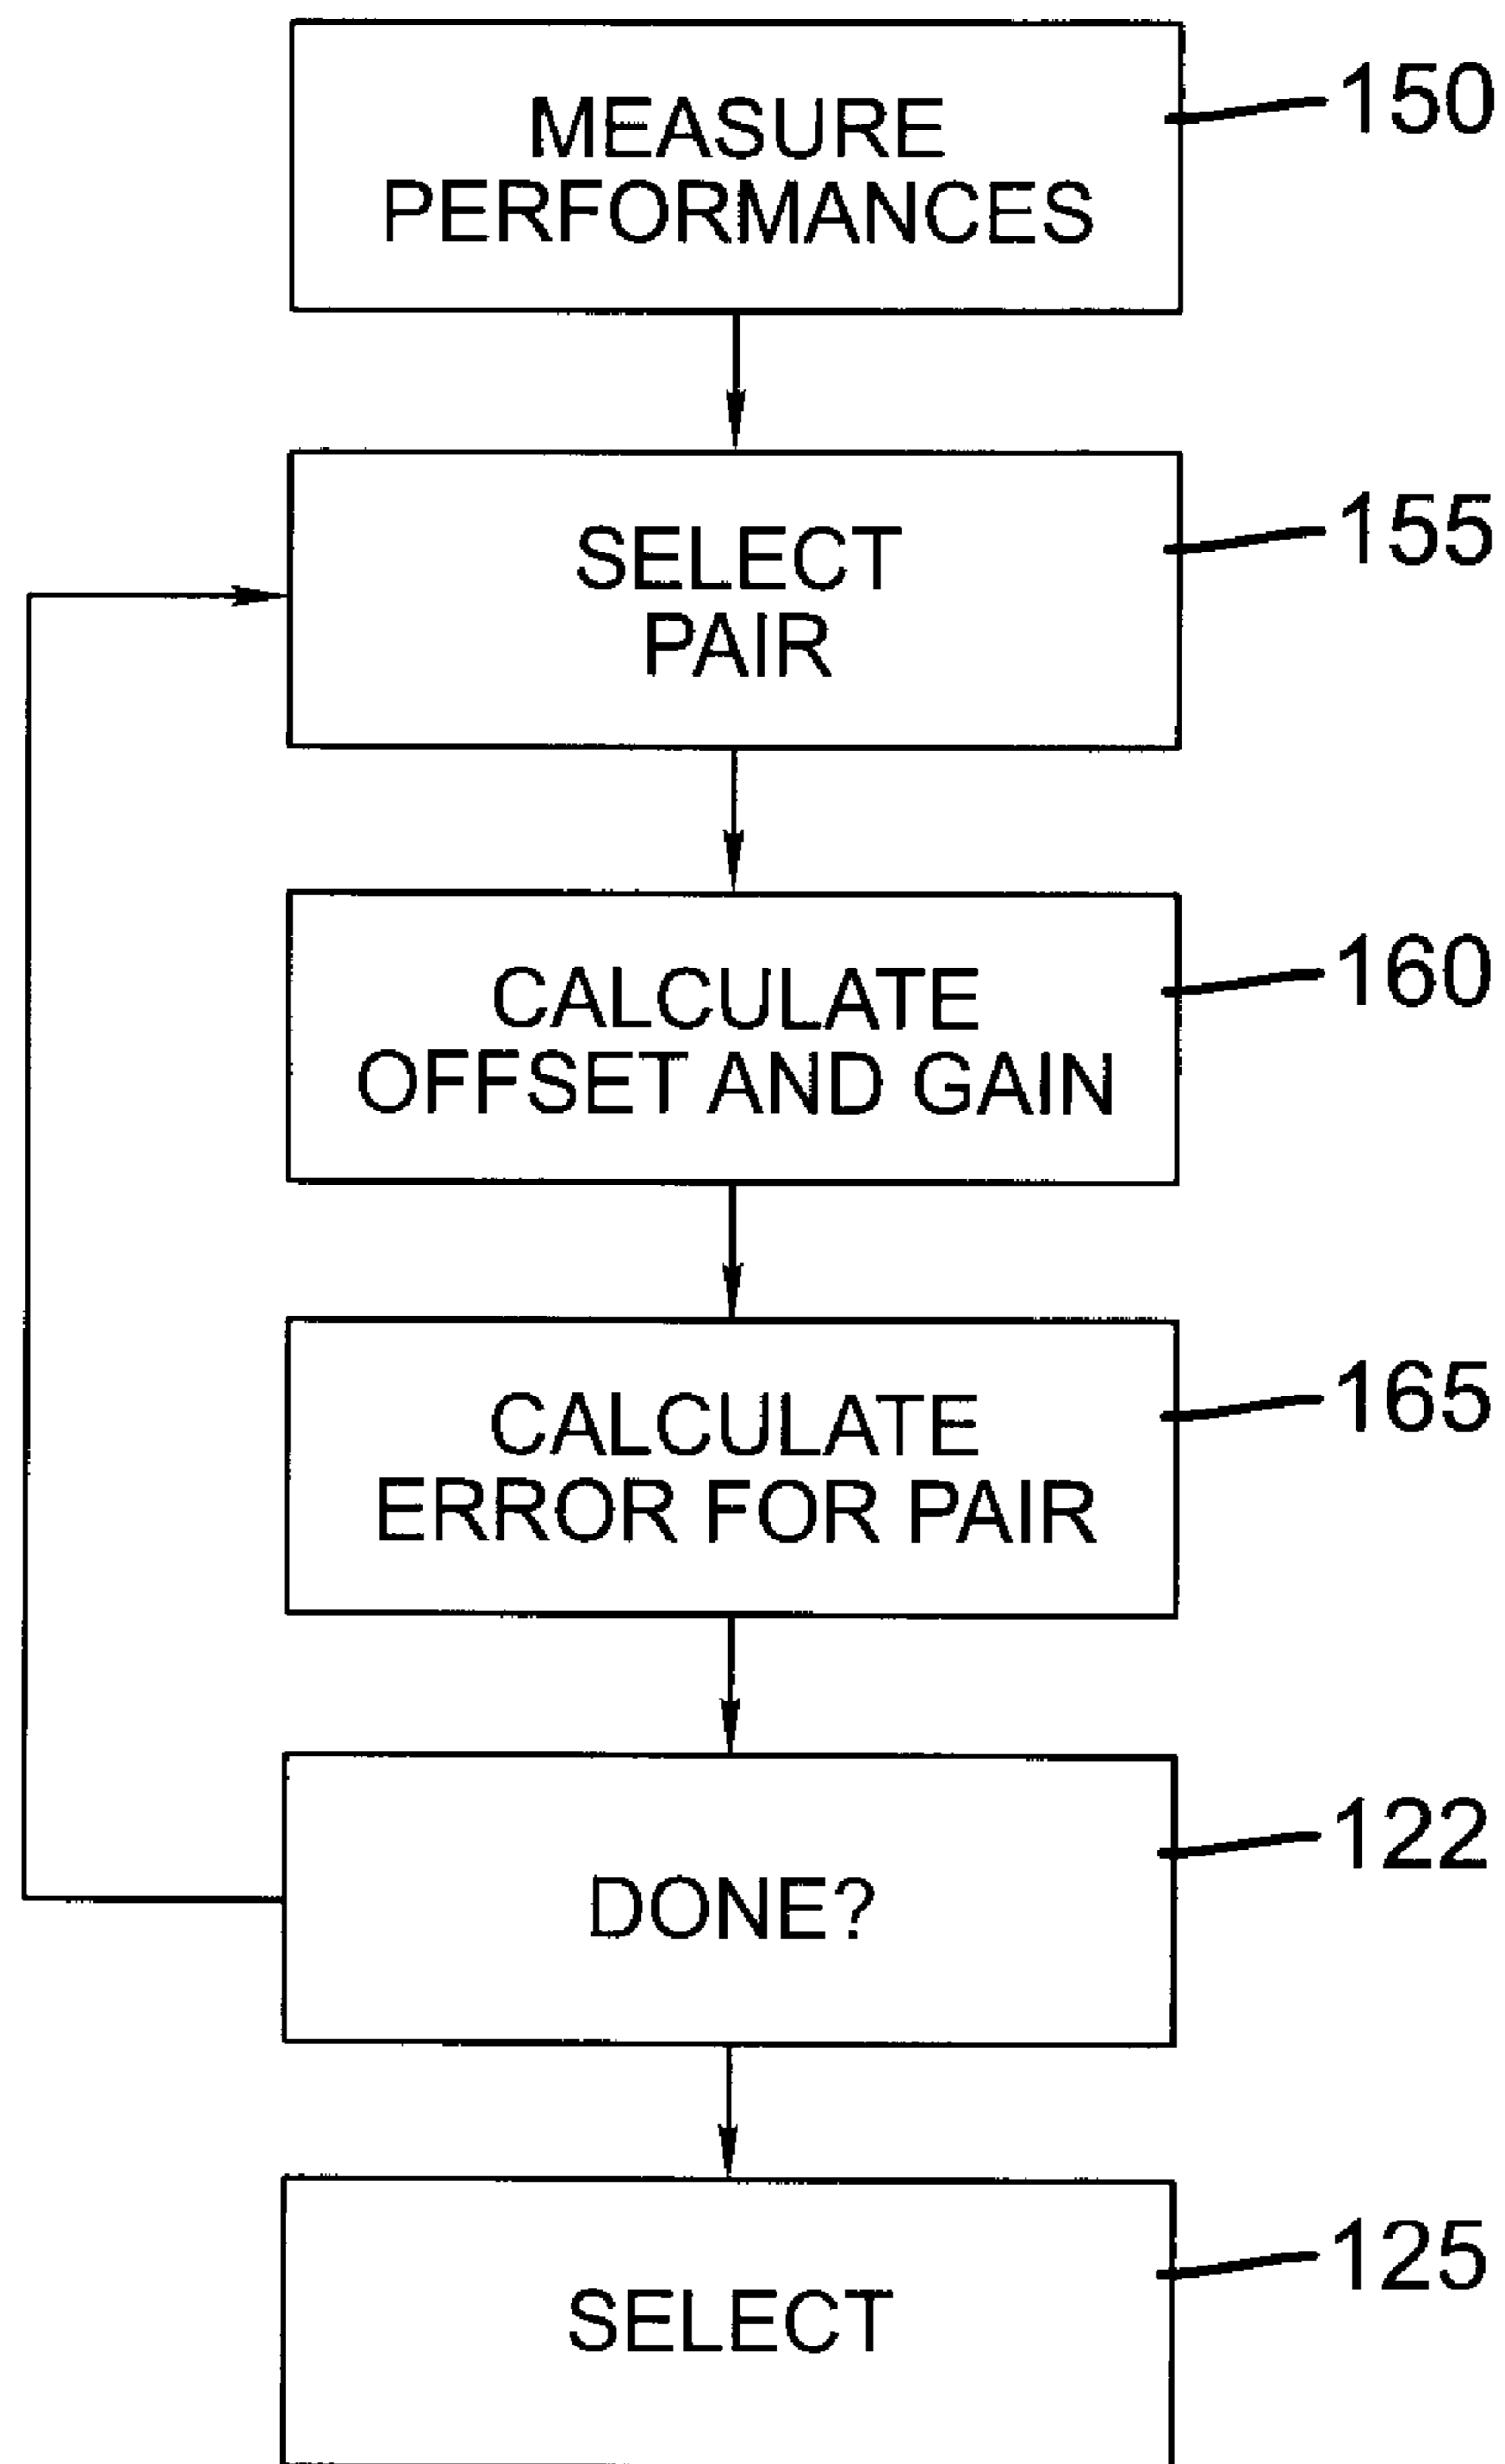 MEASURE
PERFORMANCES
150
SELECT
PAIR
155
CALCULATE
OFFSET AND GAIN
160
CALCULATE
ERROR FOR PAIR
165
DONE?
122
SELECT
125